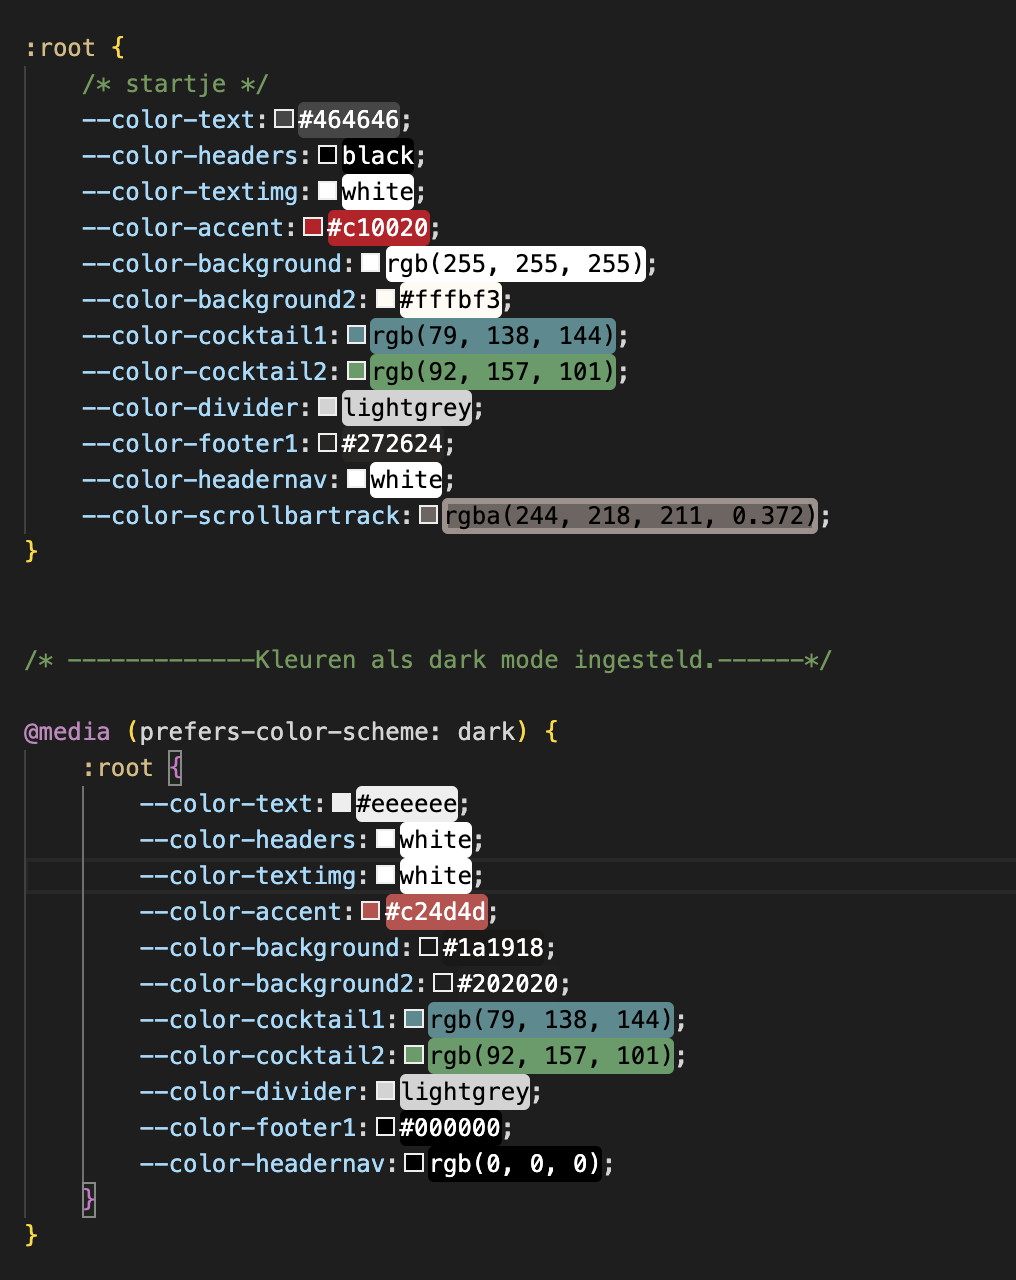 :root {
/* startje */
--color-text: #464646;
--color-headers: black;
--color-textimg: white;
--color-accent: #c10020;
--color-background: rgb(255, 255, 255);
--color-background2: #fffbf3;
--color-cocktail1: rgb(79, 138, 144);
--color-cocktail2: rgb(92, 157, 101);
--color-divider: lightgrey;
--color-footer1: #272624;
--color-headernav: white;
--color-scrollbartrack: rgba(244, 218, 211, 0.372);
}
/* -------------Kleuren als dark mode ingesteld.------*/
@media (prefers-color-scheme: dark) {
:root {
--color-text: #eeeeee;
--color-headers: white;
--color-textimg: white;
--color-accent: #c24d4d;
--color-background: #1a1918;
--color-background2: #202020;
--color-cocktail1: rgb(79, 138, 144);
--color-cocktail2: rgb(92, 157, 101);
--color-divider: lightgrey;
--color-footer1: #000000;
--color-headernav: rgb(0, 0, 0);
}
}